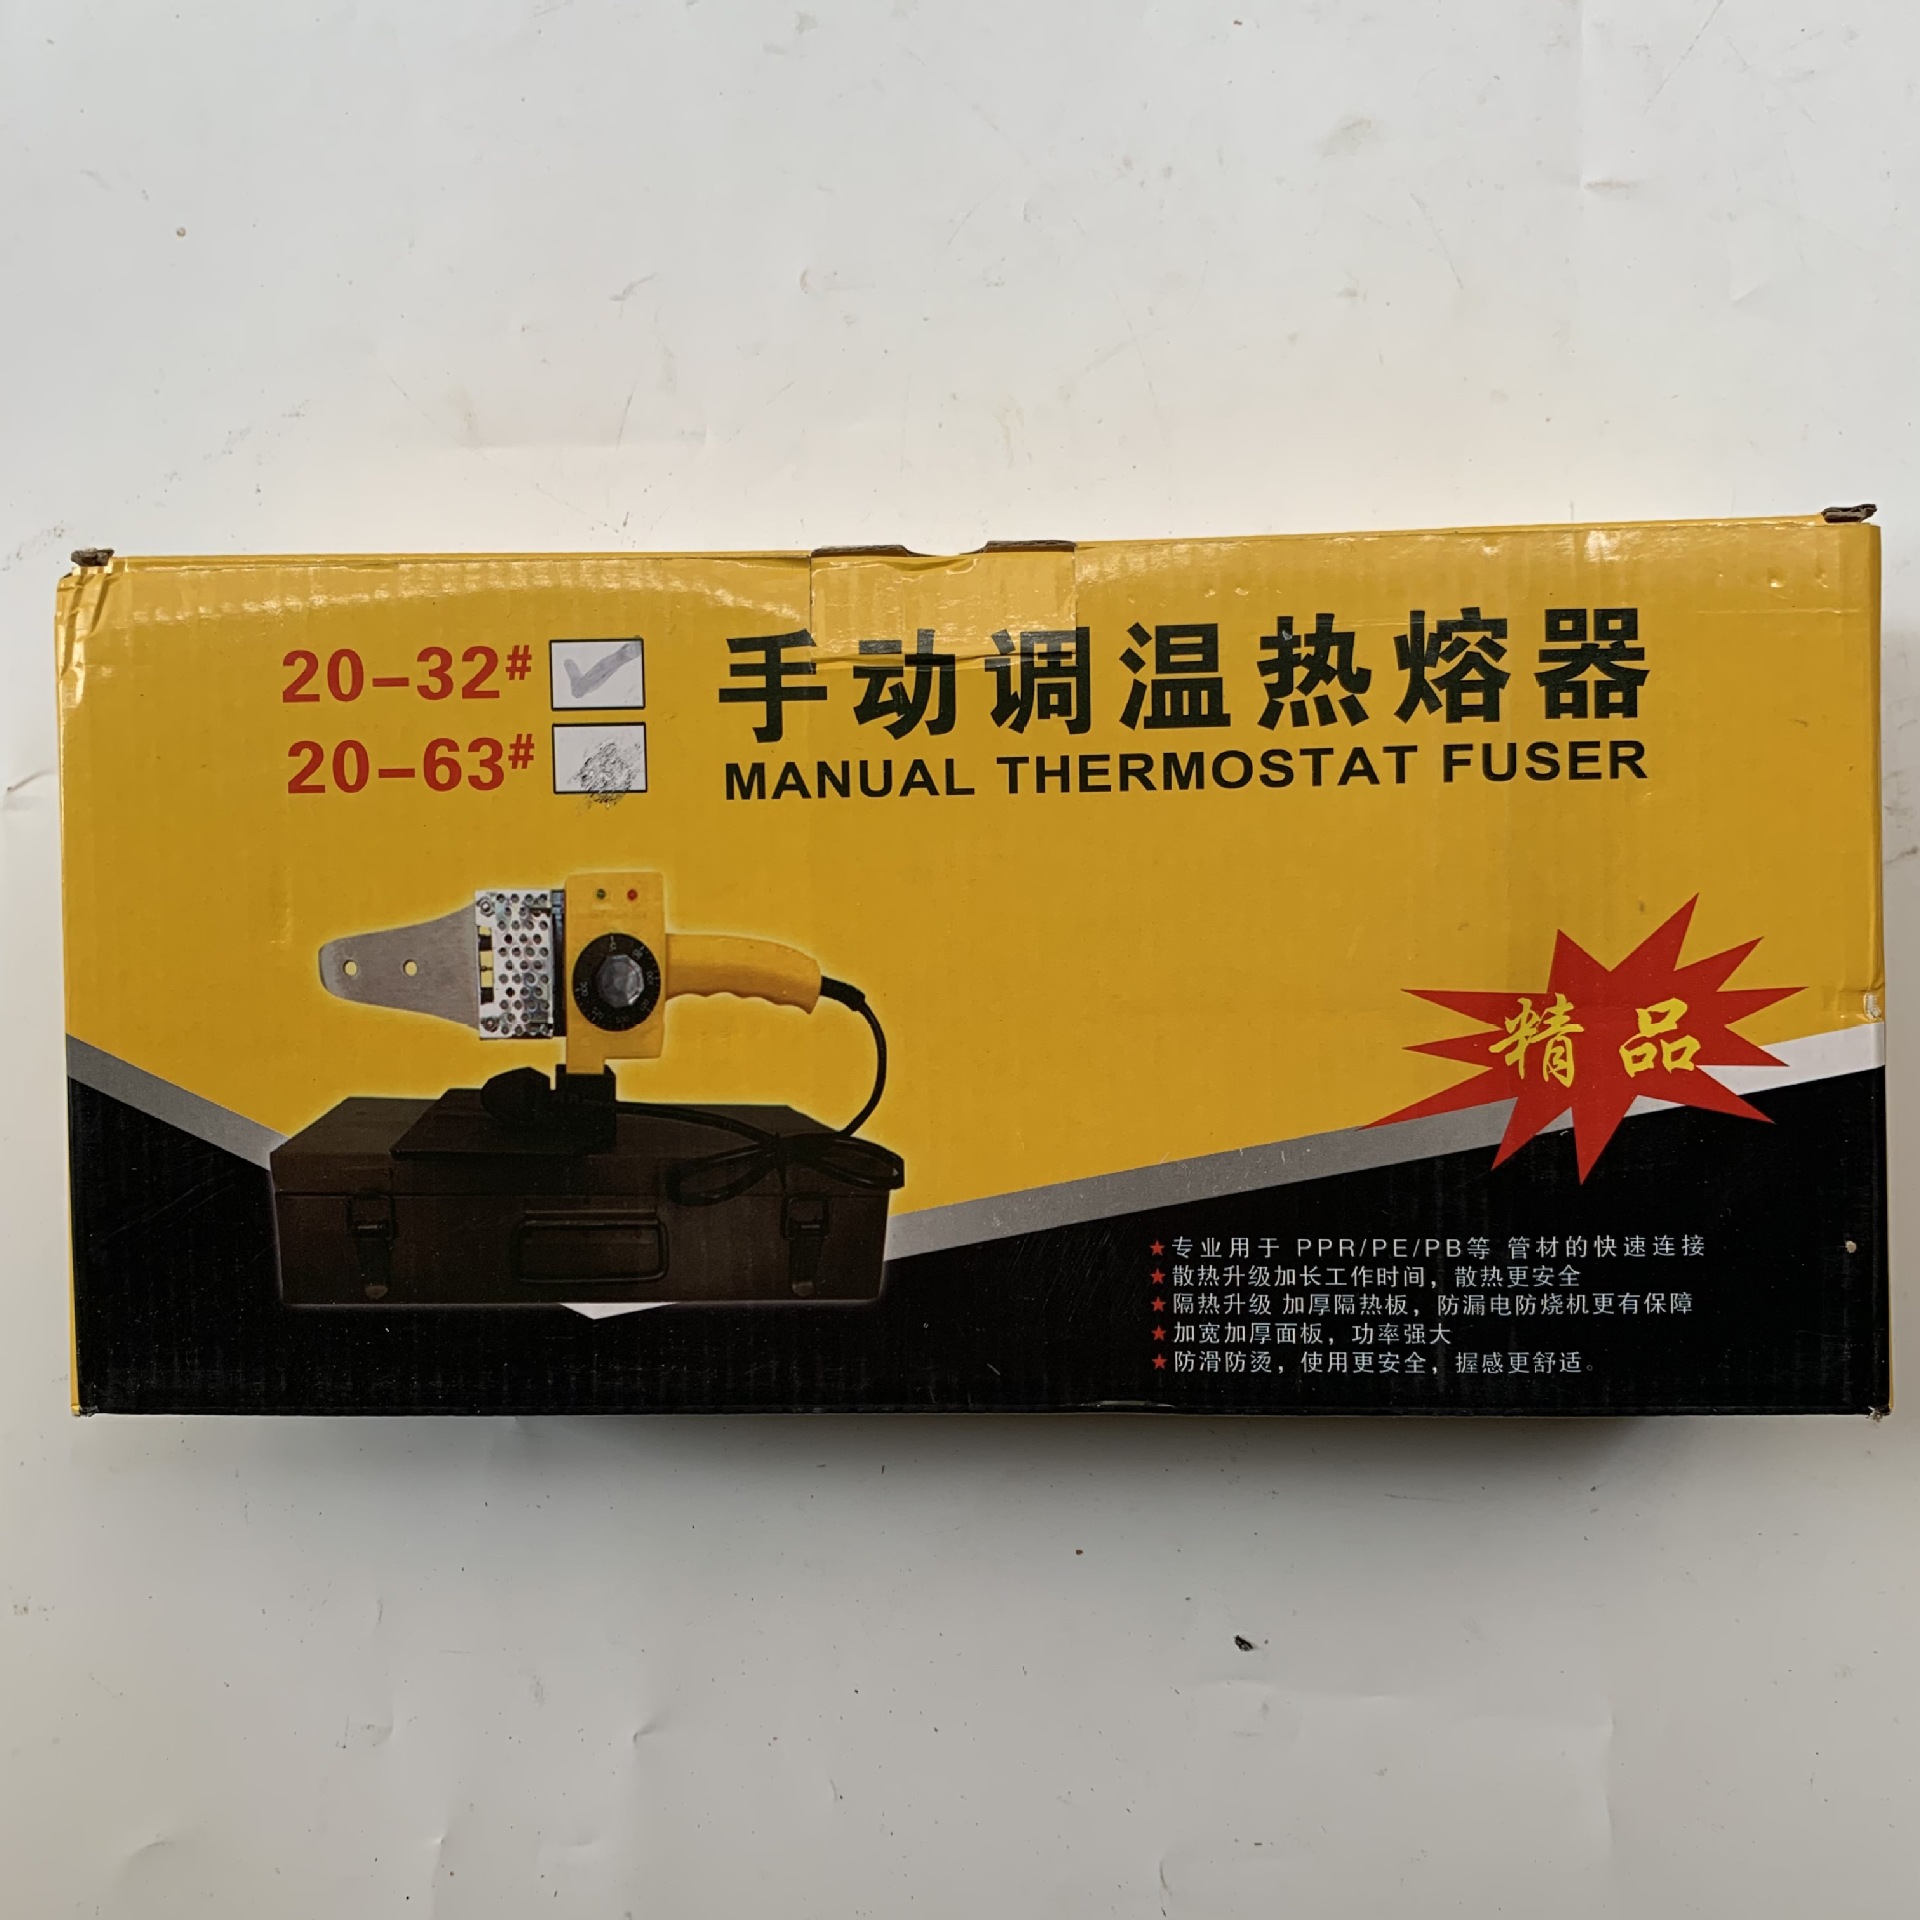 20-32#
20-63#
手动调温热熔器
MANUAL THERMOSTAT FUSER
精品
★专业用于 PPR/PE/PB等 管材的快速连接
★散热升级加长工作时间，散热更安全
★隔热升级 加厚隔热板，防漏电防烧机更有保障
★加宽加厚面板，功率强大
★防滑防烫，使用更安全，握感更舒适。